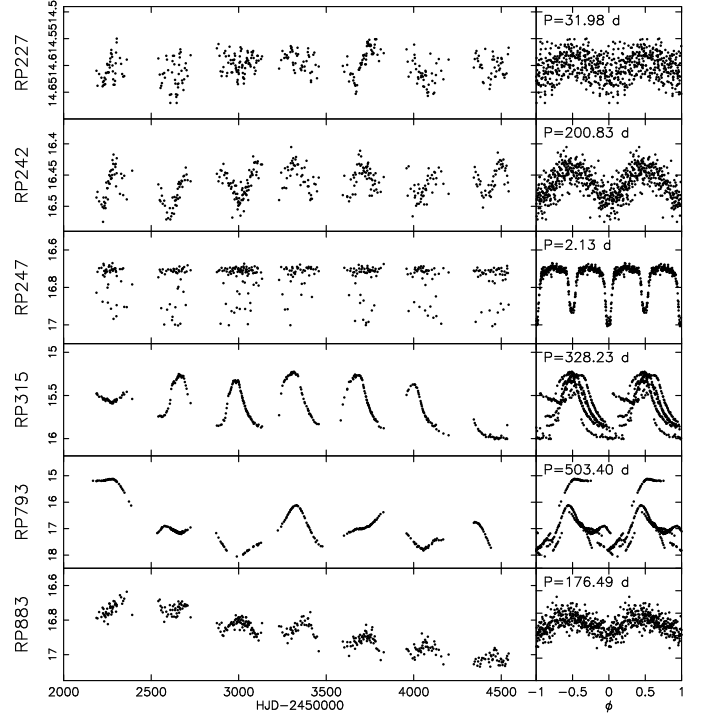 RP227
14.65 14.6 14.55 14.5
P=31.98 d
RP242
16.5 16.45 16.4
P=200.83 d
RP247
17 16.8 16.6
P=2.13 d
RP315
16 15.5 15
P=328.23 d
RP793
18 17 16 15
P=503.40 d
RP883
17 16.8 16.6
P=176.49 d
2000 2500 3000 3500 4000 4500
−1 −0.5 0 0.5 1
HJD−2450000
ϕ